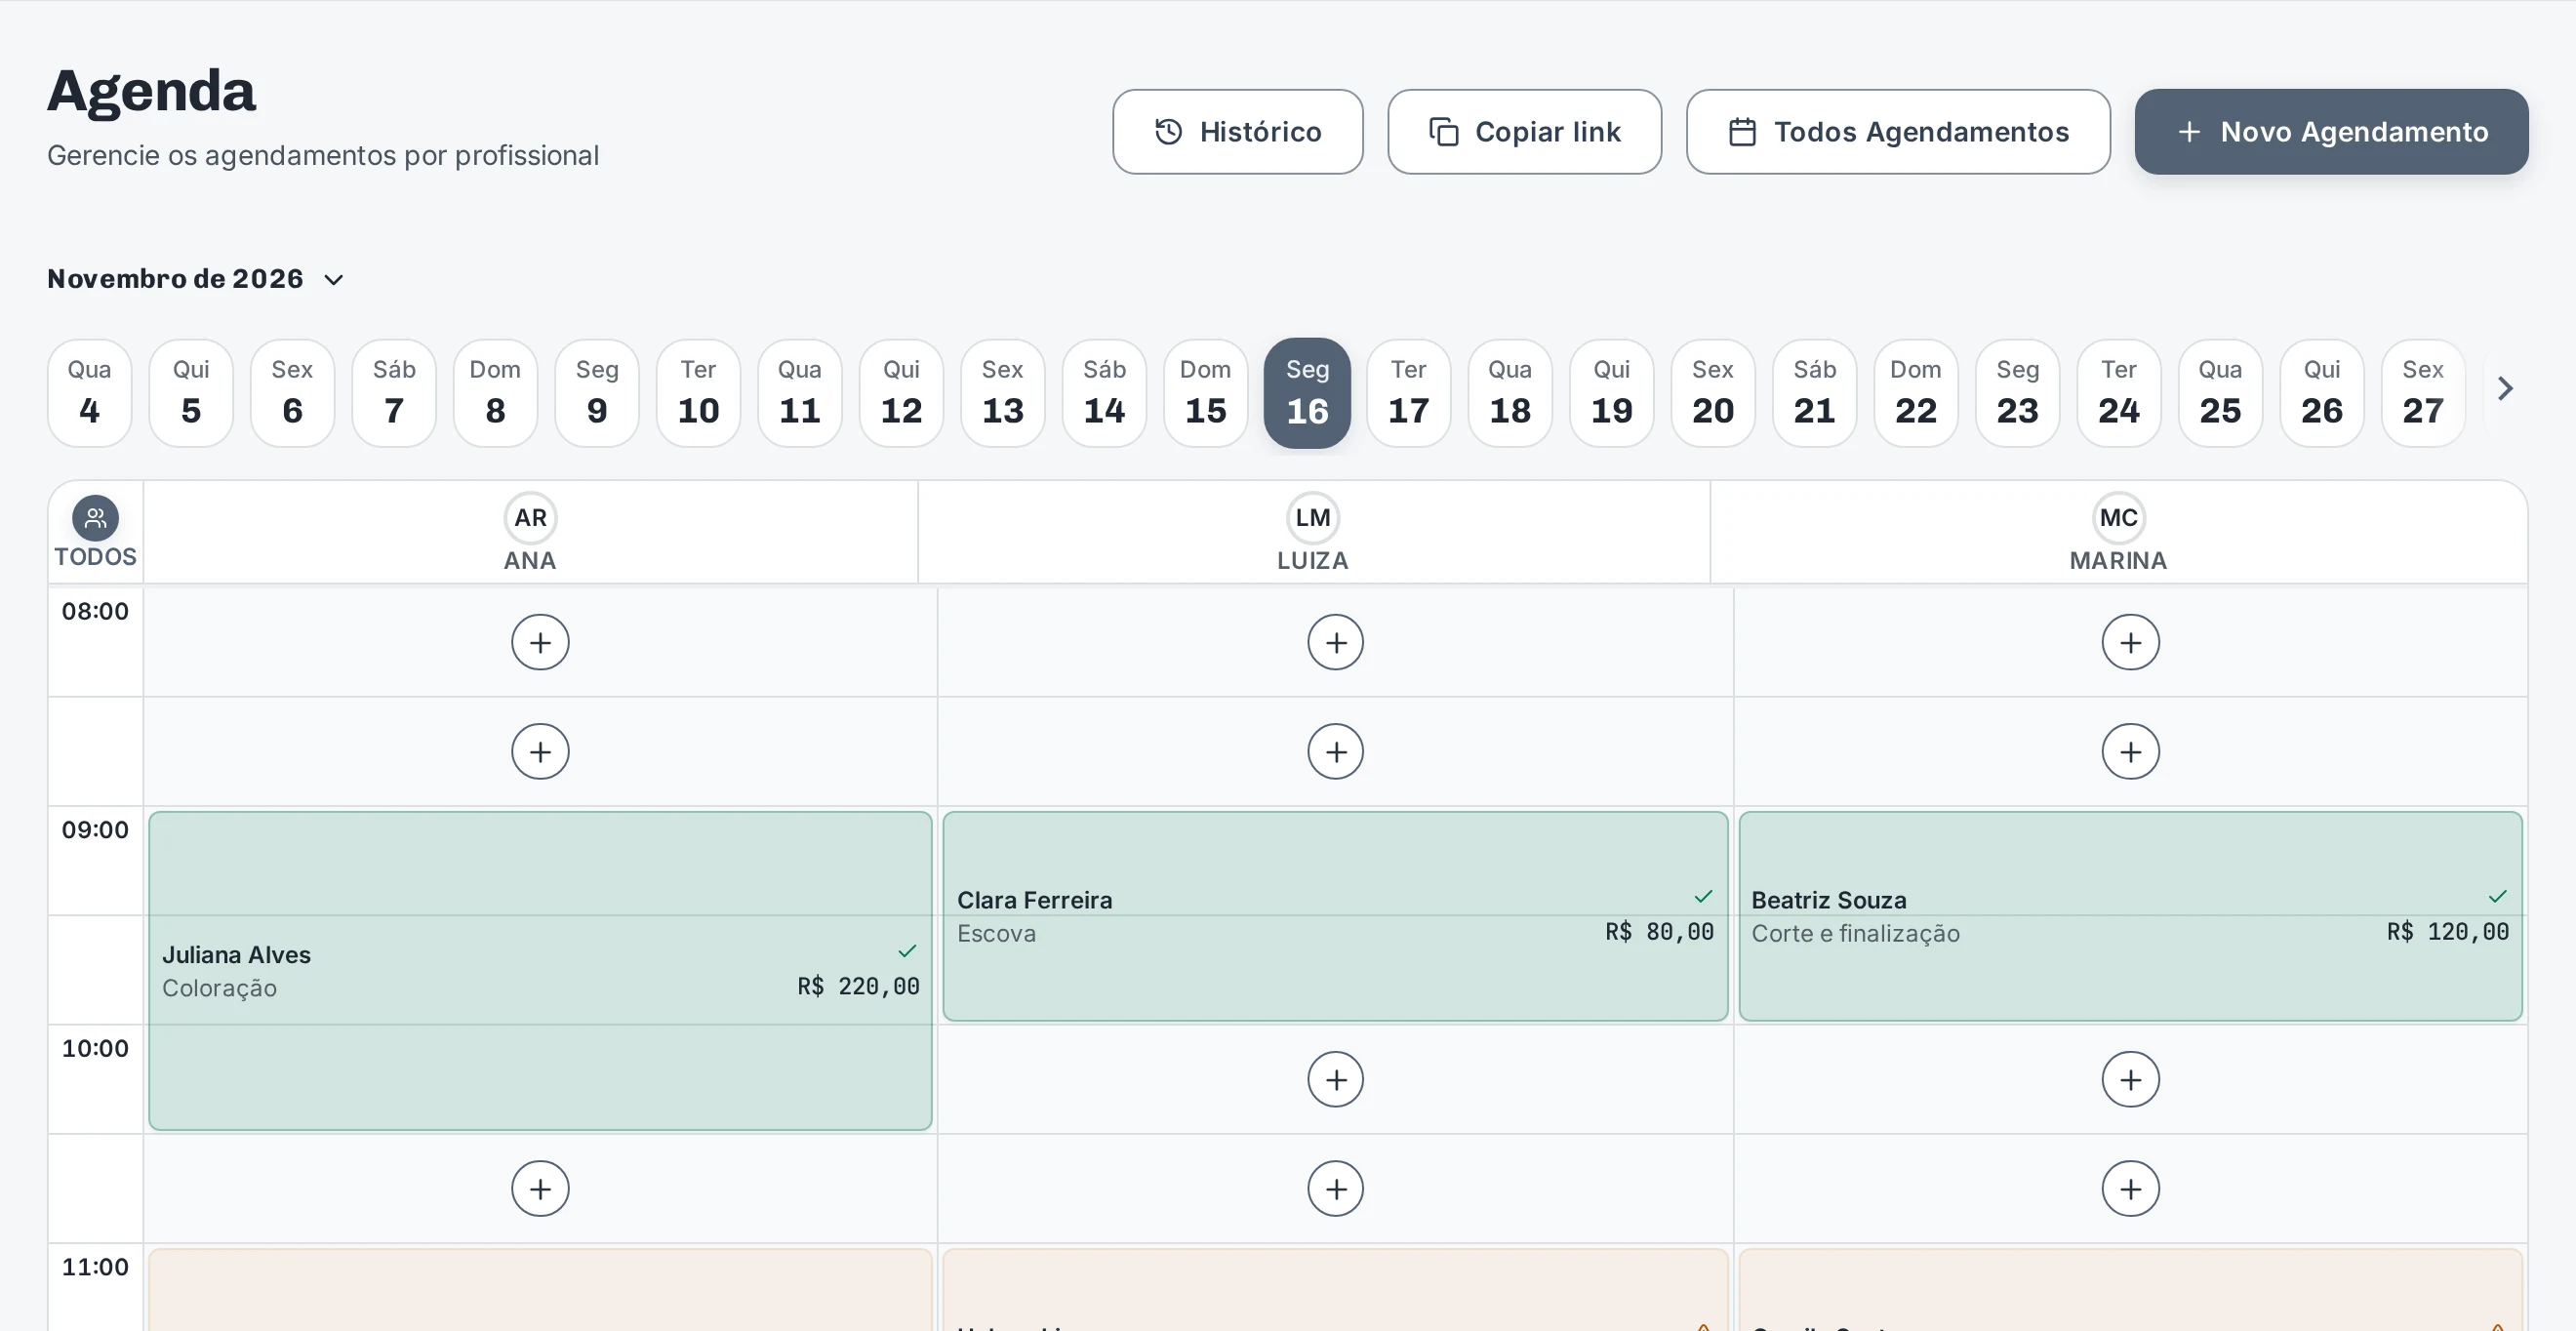 Agenda
Gerencie os agendamentos por profissional
Histórico
Copiar link
Todos Agendamentos
Novo Agendamento
Novembro de 2026
Qua 4
Qui 5
Sex 6
Sáb 7
Dom 8
Seg 9
Ter 10
Qua 11
Qui 12
Sex 13
Sáb 14
Dom 15
Seg 16
Ter 17
Qua 18
Qui 19
Sex 20
Sáb 21
Dom 22
Seg 23
Ter 24
Qua 25
Qui 26
Sex 27
TODOS
AR
ANA
LM
LUIZA
MC
MARINA
08:00
09:00
Juliana Alves
Coloração
R$ 220,00
Clara Ferreira
Escova
R$ 80,00
Beatriz Souza
Corte e finalização
R$ 120,00
10:00
11:00